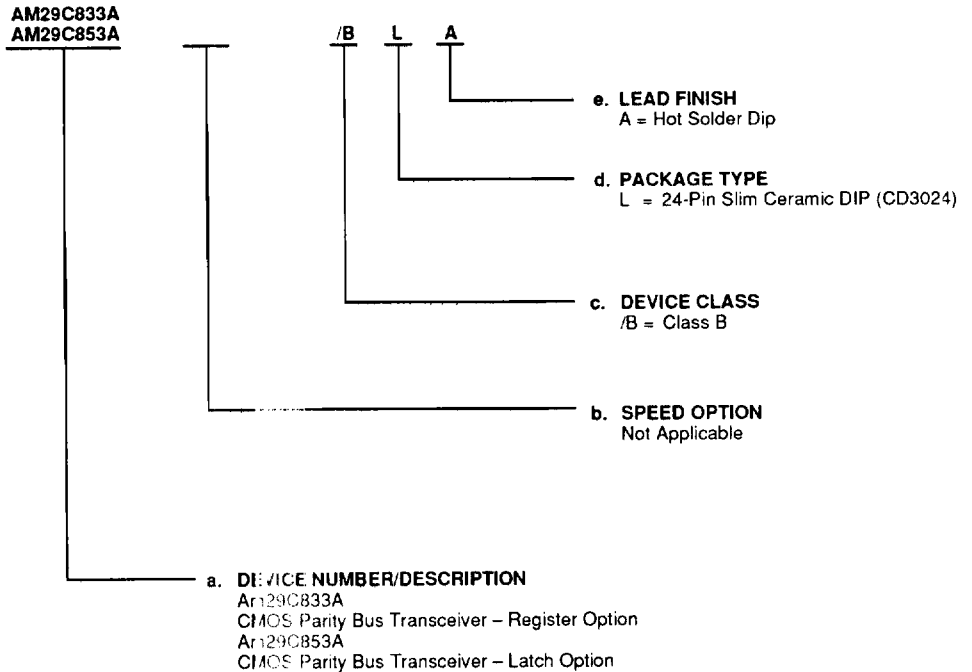 AM29C833A
AM29C853A /B L A
e. LEAD FINISH
A = Hot Solder Dip
d. PACKAGE TYPE
L = 24-Pin Slim Ceramic DIP (CD3024)
c. DEVICE CLASS
/B = Class B
b. SPEED OPTION
Not Applicable
a. DEVICE NUMBER/DESCRIPTION
Am29C833A
CMOS Parity Bus Transceiver – Register Option
Am29C853A
CMOS Parity Bus Transceiver – Latch Option